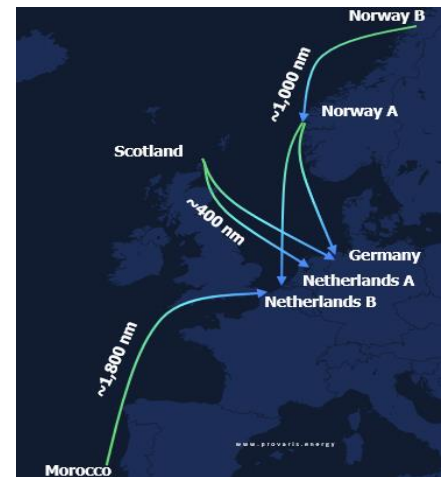 Norway B
~1,000 nm
Norway A
Scotland
~400 nm
Germany
Netherlands A
Netherlands B
~1,800 nm
www.provaris.energy
Morocco